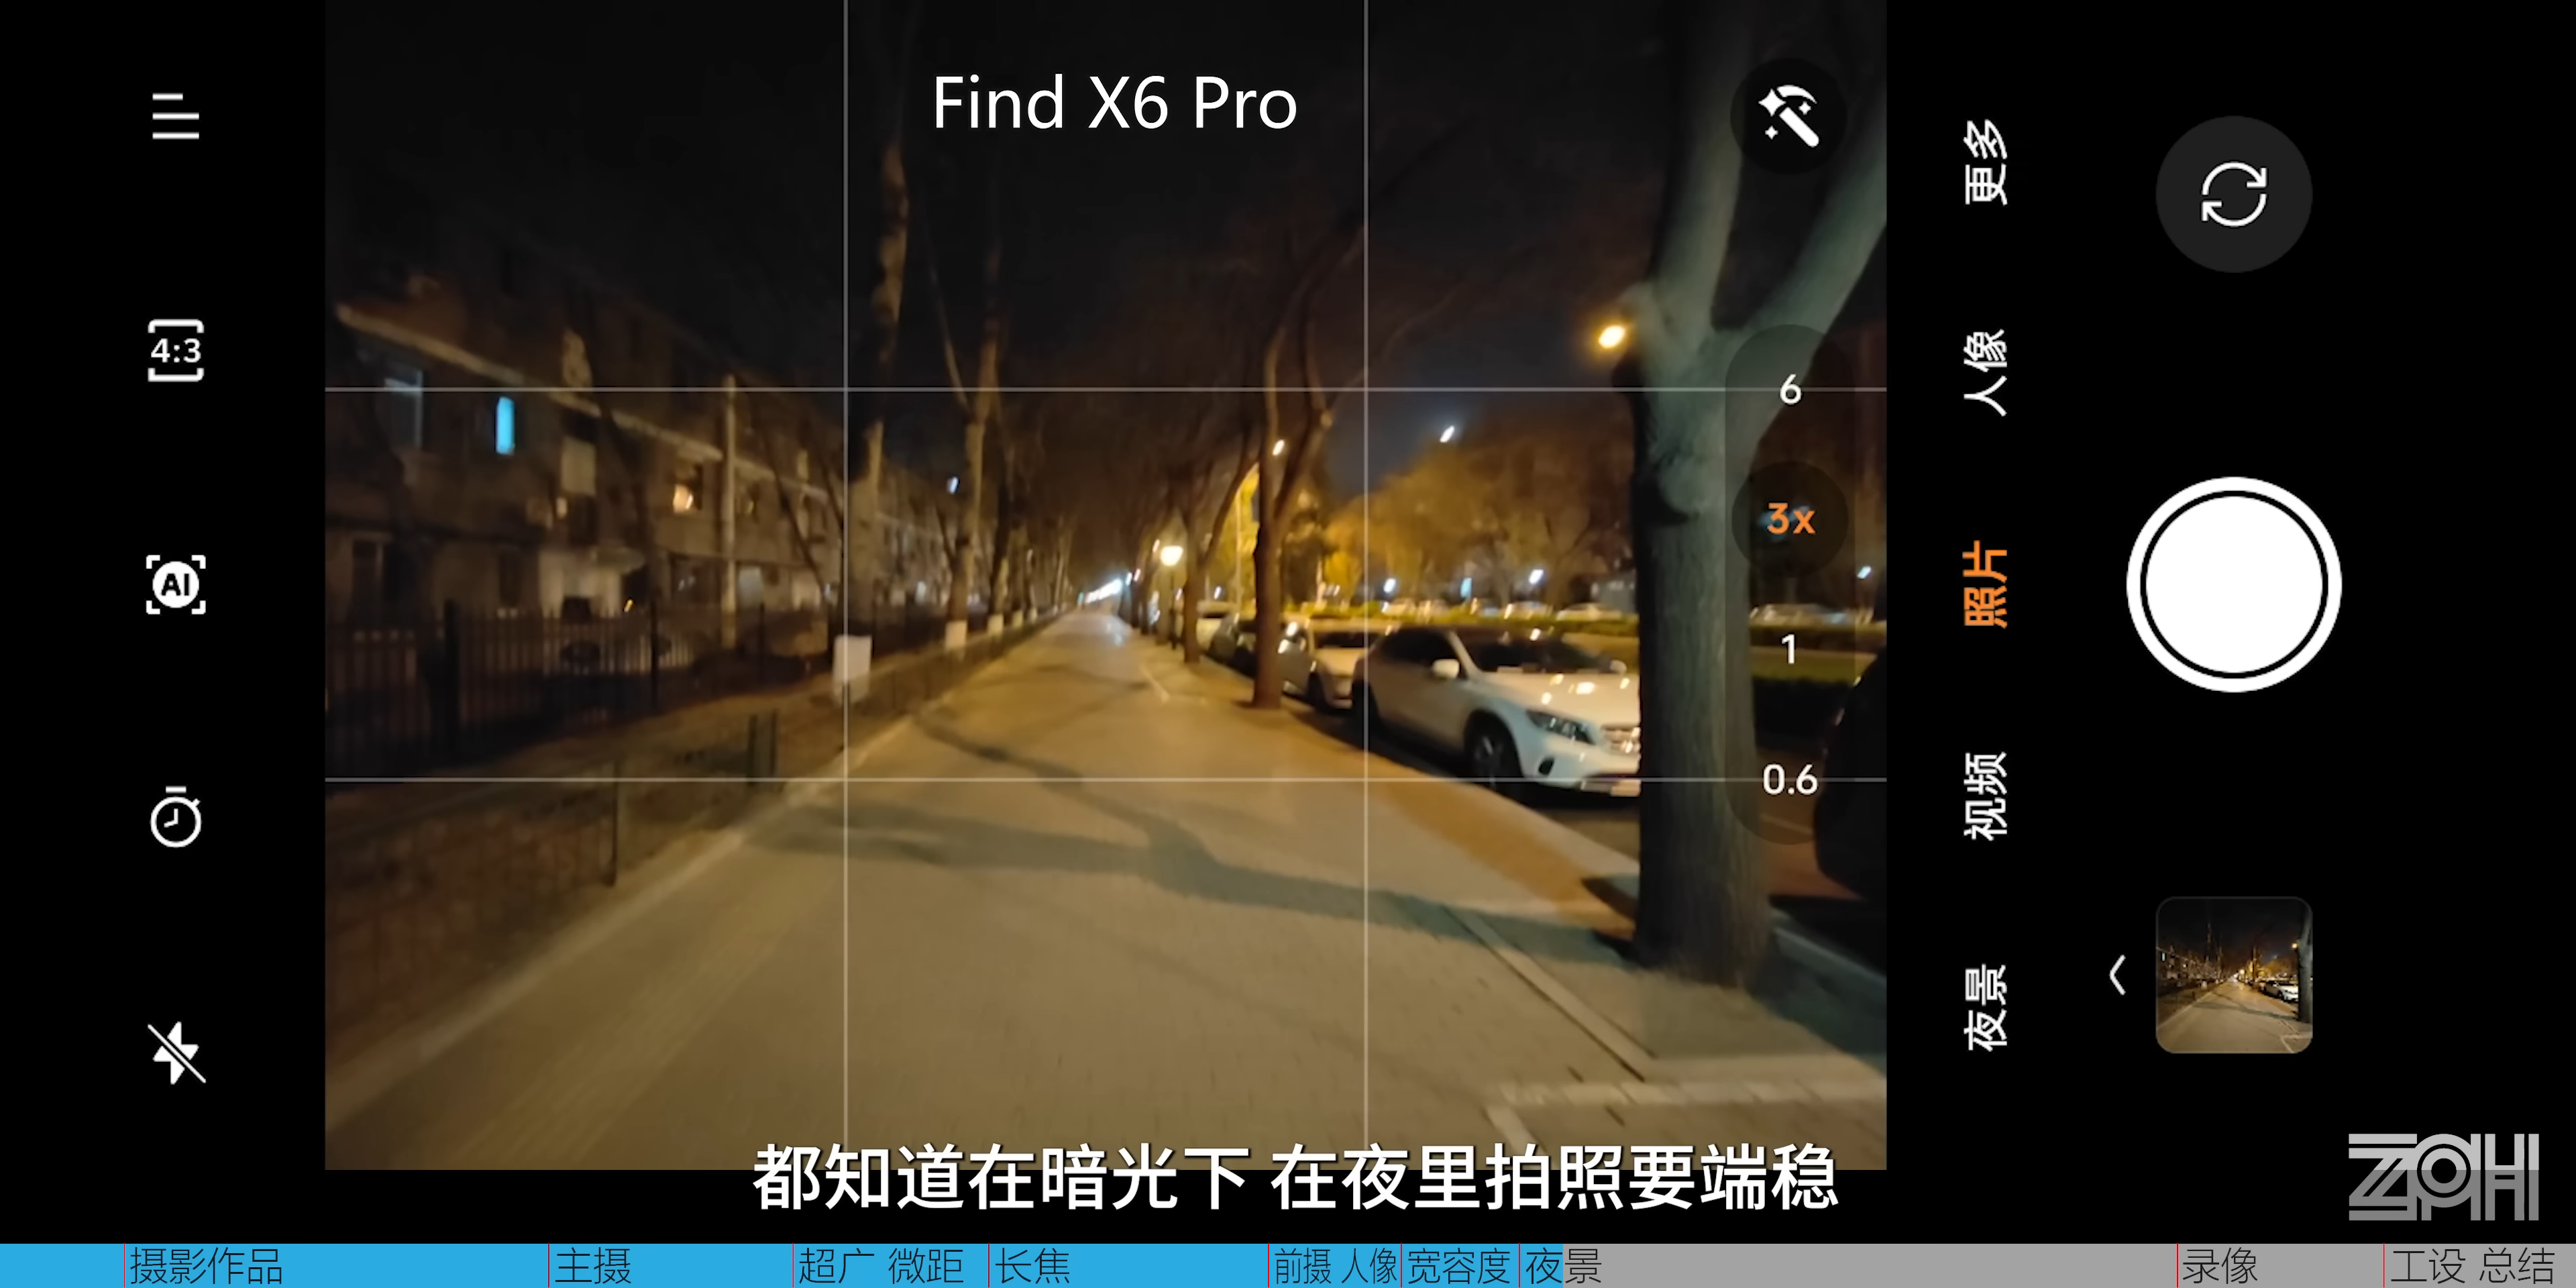 Find X6 Pro
4:3
AI
6
3x
1
0.6
更多
人像
照片
视频
夜景
都知道在暗光下 在夜里拍照要端稳
ZPH
摄影作品 主摄 超广 微距 长焦 前摄 人像 宽容度 夜景 录像 工设 总结